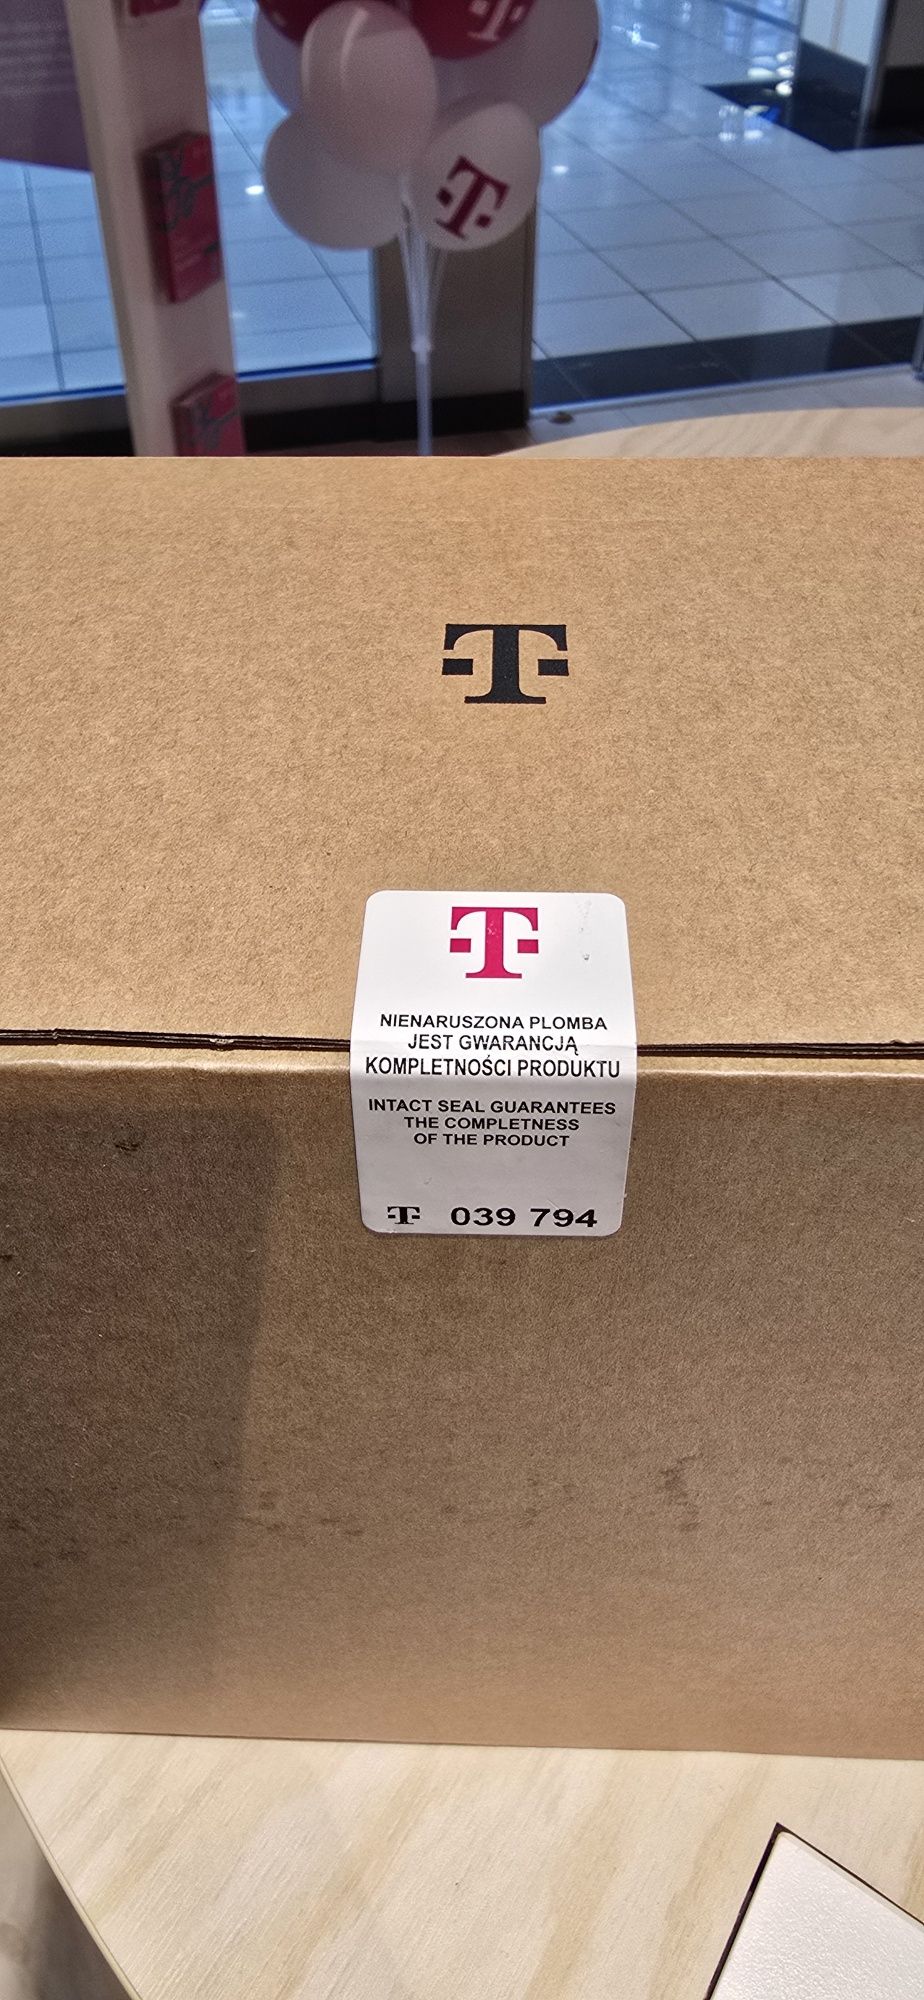 T
T
T
T
NIENARUSZONA PLOMBA
JEST GWARANCJĄ
KOMPLETNOŚCI PRODUKTU
INTACT SEAL GUARANTEES
THE COMPLETNESS
OF THE PRODUCT
T 039 794